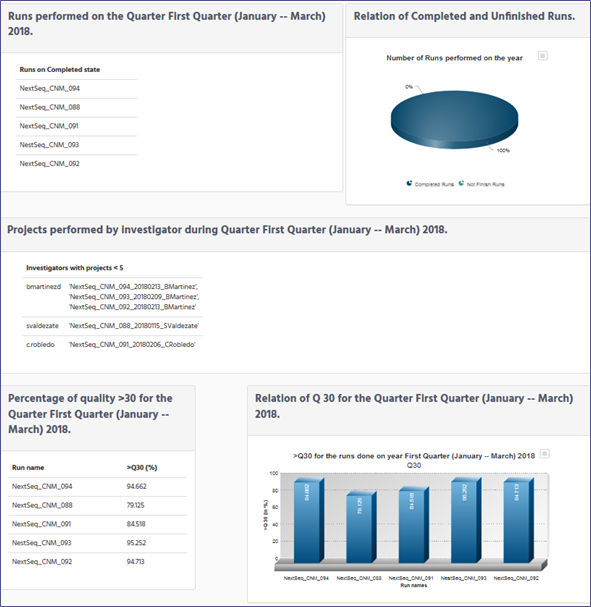 Runs performed on the Quarter First Quarter (January -- March)
2018.
Runs on Completed state
NextSeq_CNM_094
NextSeq_CNM_088
NextSeq_CNM_091
NestSeq_CNM_093
NextSeq_CNM_092
Relation of Completed and Unfinished Runs.
Number of Runs performed on the year
0%
100%
Completed Runs
Not Finish Runs
Projects performed by Investigator during Quarter First Quarter (January -- March) 2018.
Investigators with projects < 5
bmartinezd 'NextSeq_CNM_094_20180213_BMartinez',
'NextSeq_CNM_093_20180209_BMartinez',
'NextSeq_CNM_092_20180213_BMartinez'
svaldezate 'NextSeq_CNM_088_20180115_SValdezate'
c.robledo 'NextSeq_CNM_091_20180206_CRobledo'
Percentage of quality >30 for the
Quarter First Quarter (January --
March) 2018.
Run name >Q30 (%)
NextSeq_CNM_094 94.662
NextSeq_CNM_088 79.125
NextSeq_CNM_091 84.518
NestSeq_CNM_093 95.252
NextSeq_CNM_092 94.713
Relation of Q 30 for the Quarter First Quarter (January -- March)
2018.
>Q30 for the runs done on year First Quarter (January -- March) 2018
Q30
>Q30 (in %)
100
80
60
40
20
0
94.662
79.125
84.518
95.252
94.713
NextSeq_CNM_094
NextSeq_CNM_088
NextSeq_CNM_091
NestSeq_CNM_093
NextSeq_CNM_092
Run names